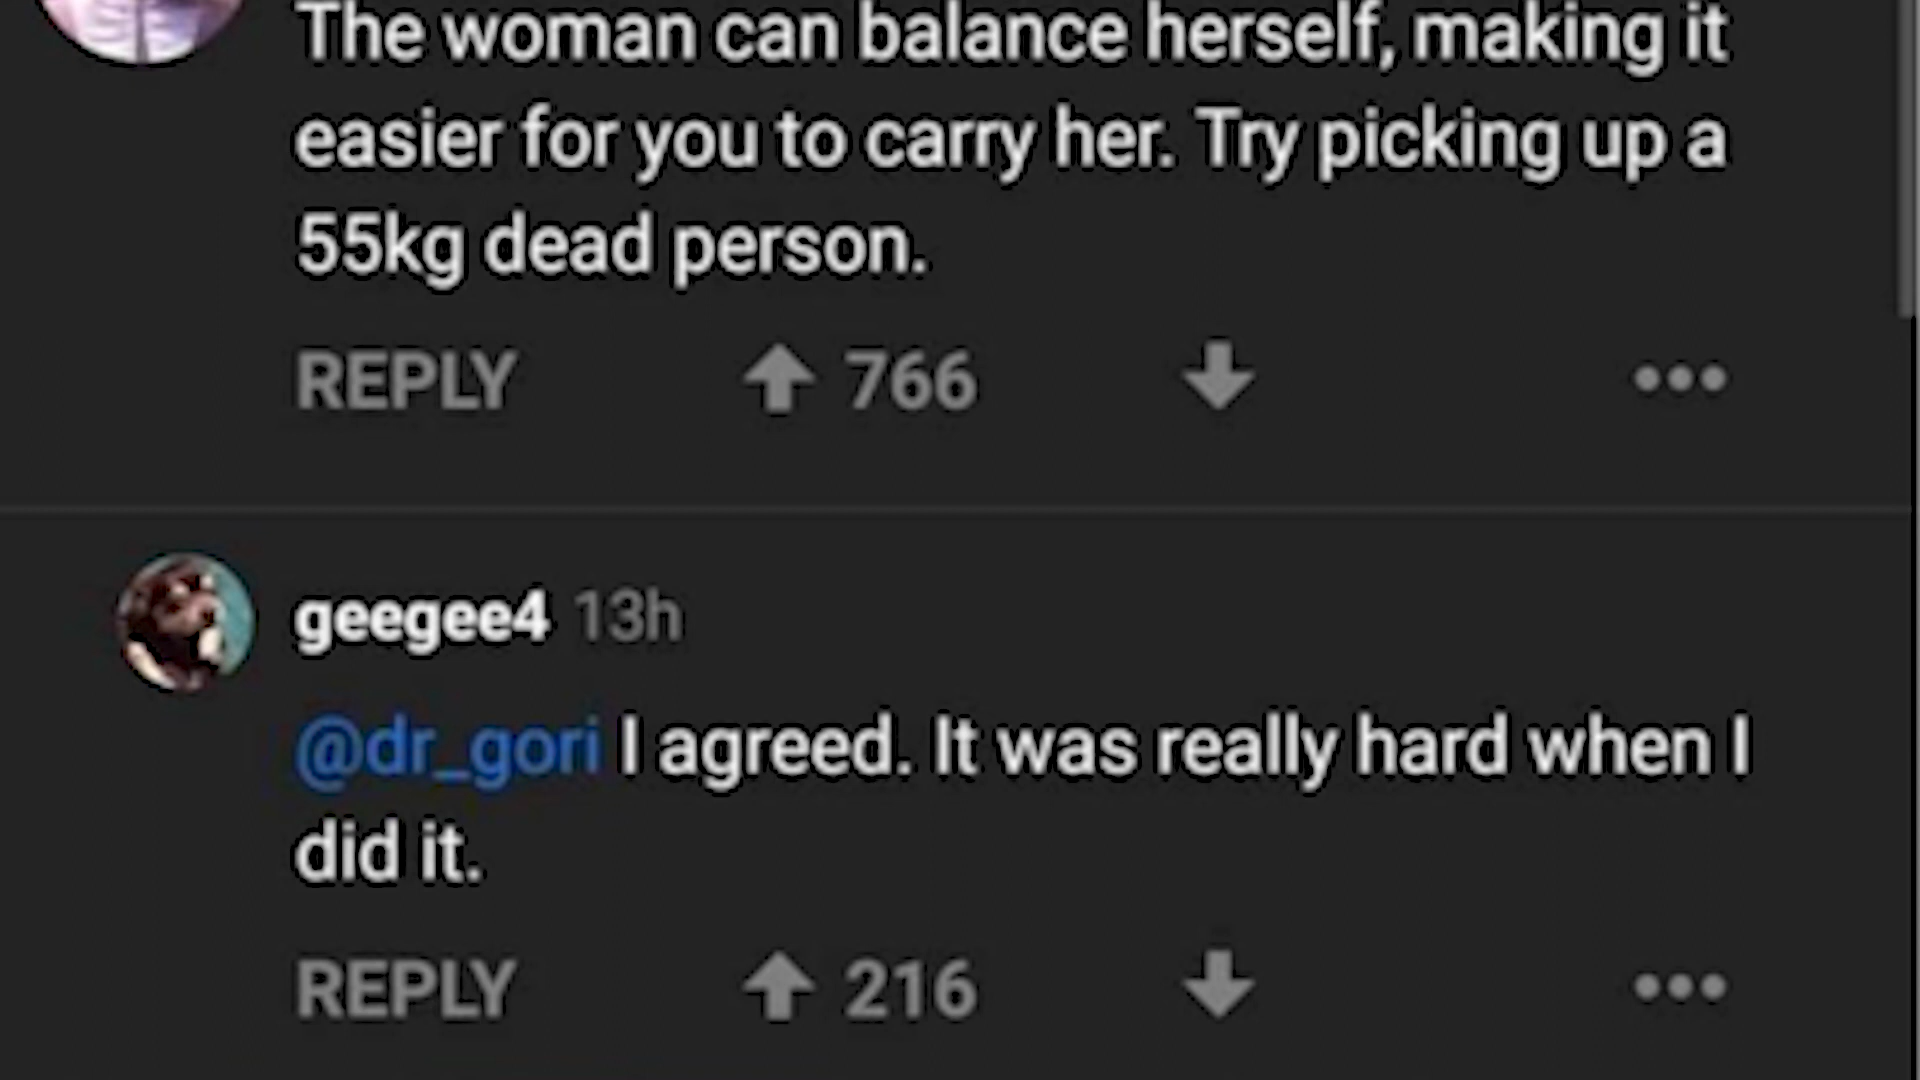 The woman can balance herself, making it
easier for you to carry her. Try picking up a
55kg dead person.
REPLY 766
geegee4 13h
@dr_gori I agreed. It was really hard when I
did it.
REPLY 216